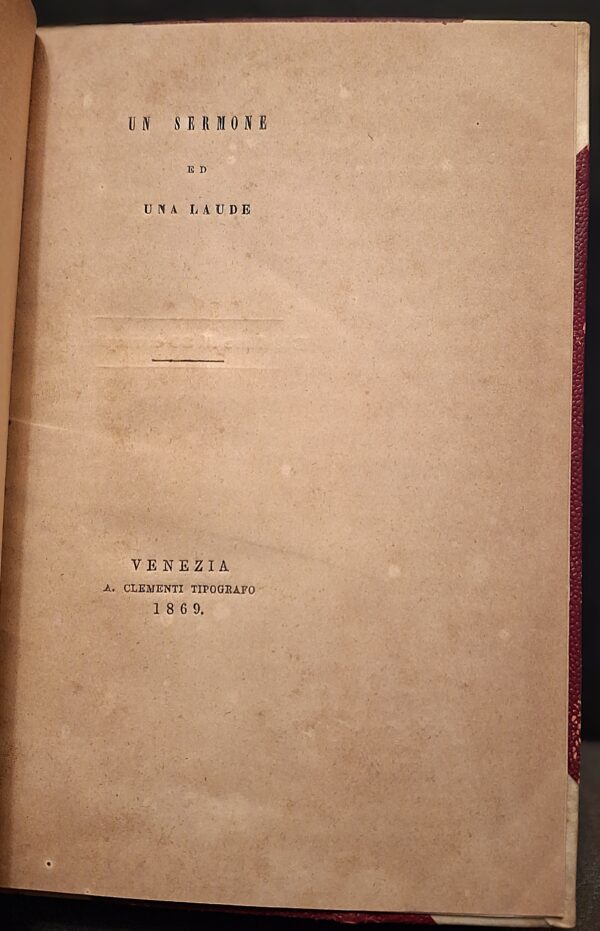 UN SERMONE
ED
UNA LAUDE
VENEZIA
A. CLEMENTI TIPOGRAFO
1869.